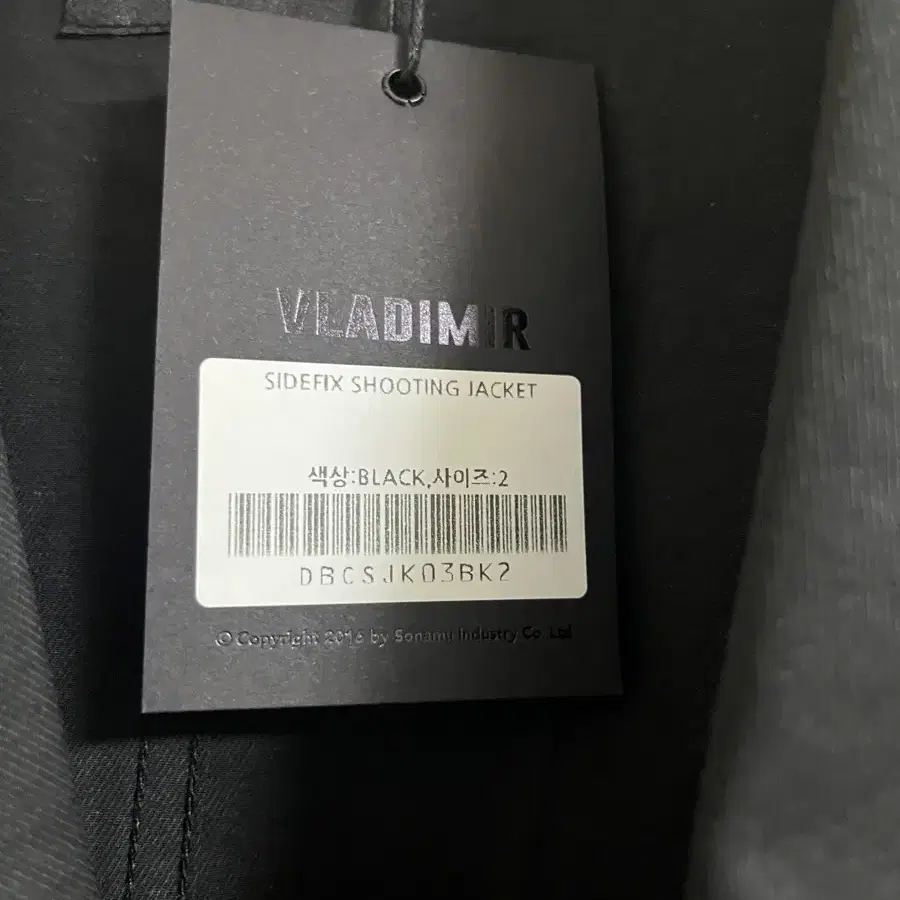 VLADIMIR
SIDEFIX SHOOTING JACKET
색상:BLACK,사이즈:2
DBCSJK03BK2
© Copyright 2016 by Sonamu Industry Co. Ltd